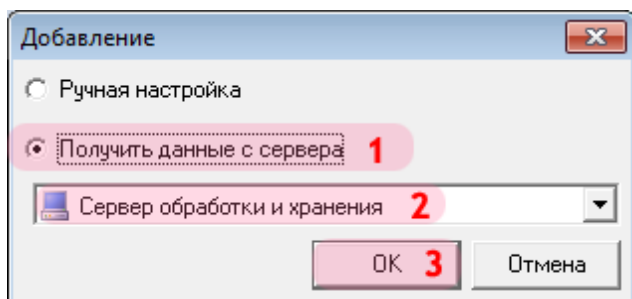 Добавление
Ручная настройка
Получить данные с сервера 1
Сервер обработки и хранения 2
OK 3 Отмена